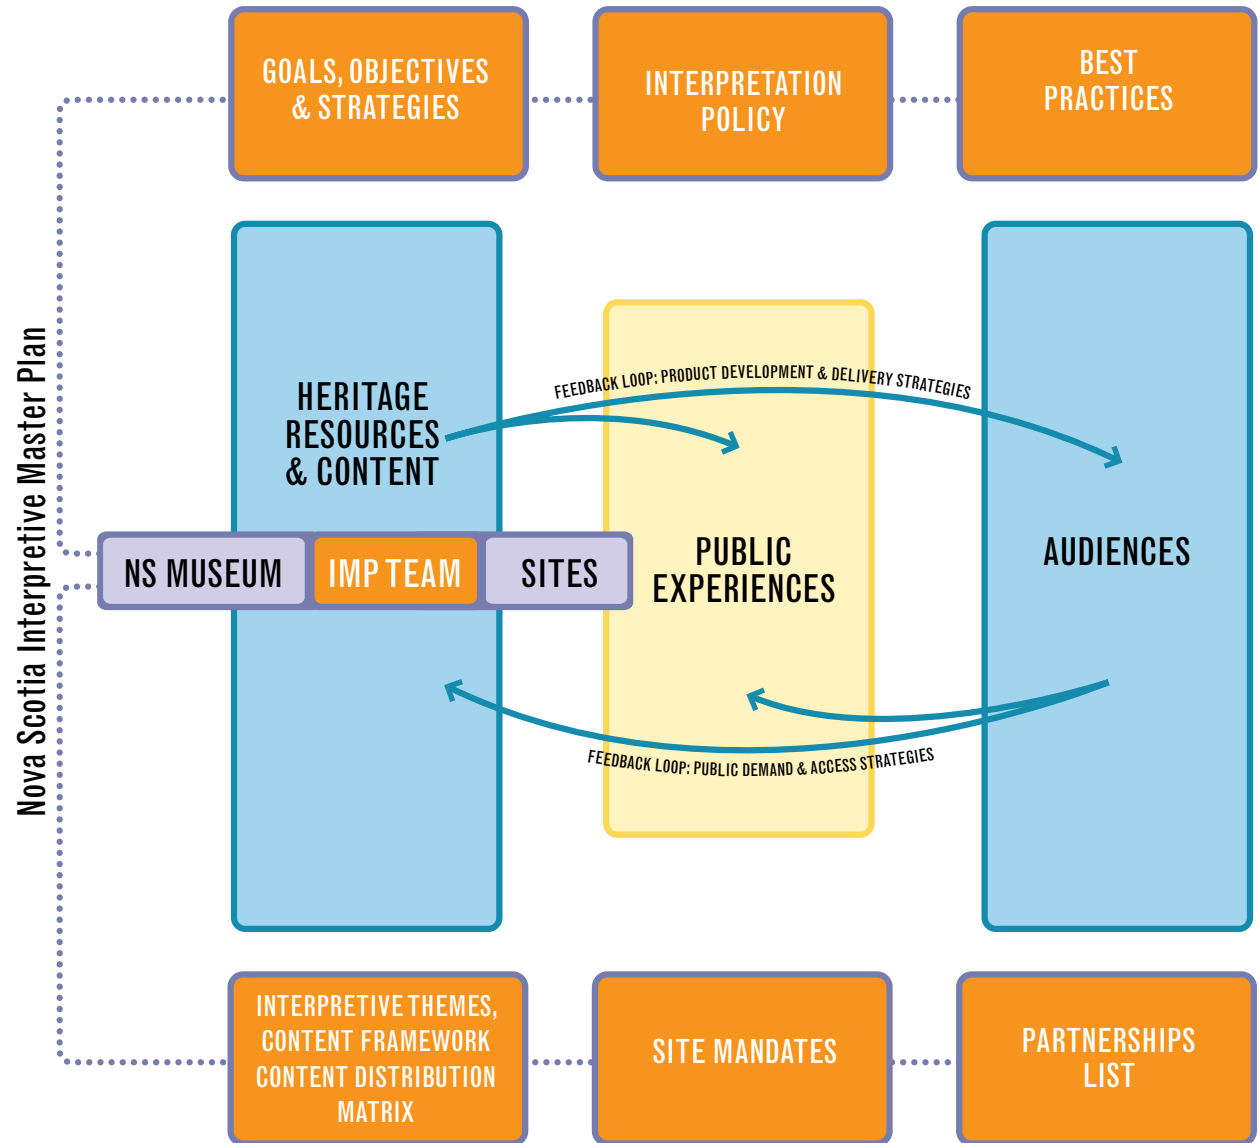 GOALS, OBJECTIVES
& STRATEGIES
INTERPRETATION
POLICY
BEST
PRACTICES
Nova Scotia Interpretive Master Plan
HERITAGE
RESOURCES
& CONTENT
FEEDBACK LOOP: PRODUCT DEVELOPMENT & DELIVERY STRATEGIES
NS MUSEUM
IMP TEAM
SITES
PUBLIC
EXPERIENCES
AUDIENCES
FEEDBACK LOOP: PUBLIC DEMAND & ACCESS STRATEGIES
INTERPRETIVE THEMES,
CONTENT FRAMEWORK
CONTENT DISTRIBUTION
MATRIX
SITE MANDATES
PARTNERSHIPS
LIST